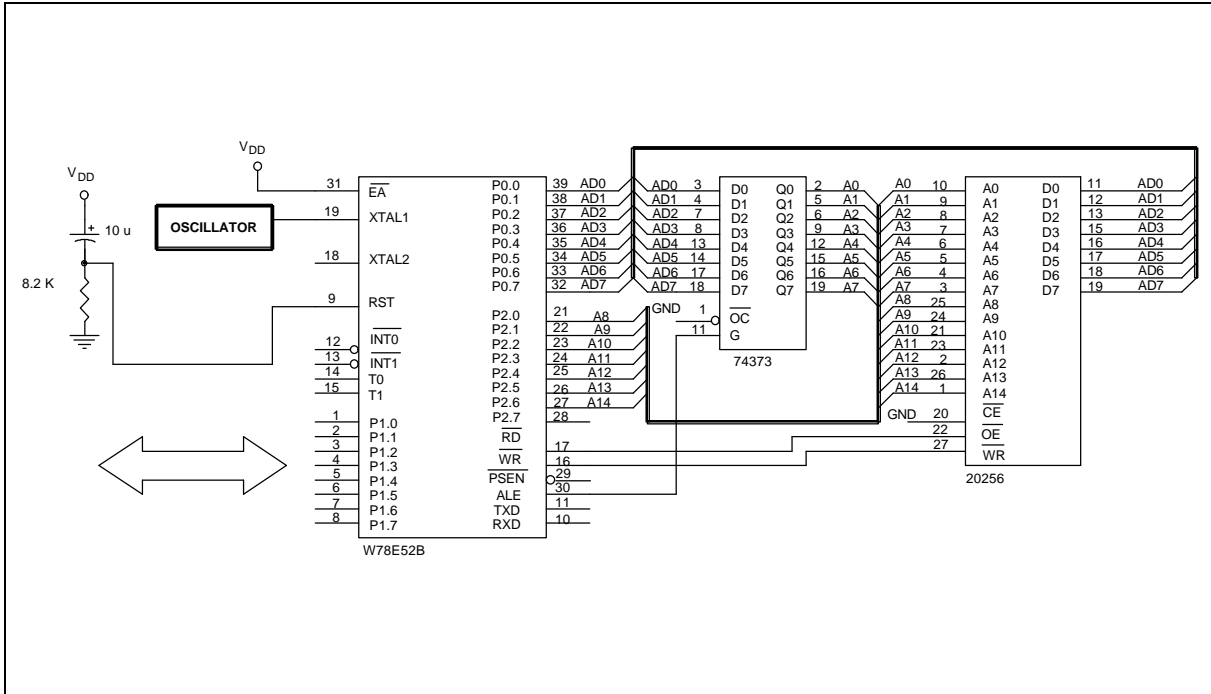 VDD
10 u
8.2 K
VDD
OSCILLATOR
31 EA
19 XTAL1
18 XTAL2
9 RST
12 INT0
13 INT1
14 T0
15 T1
1 P1.0
2 P1.1
3 P1.2
4 P1.3
5 P1.4
6 P1.5
7 P1.6
8 P1.7
P0.0 39 AD0
P0.1 38 AD1
P0.2 37 AD2
P0.3 36 AD3
P0.4 35 AD4
P0.5 34 AD5
P0.6 33 AD6
P0.7 32 AD7
P2.0 21 A8
P2.1 22 A9
P2.2 23 A10
P2.3 24 A11
P2.4 25 A12
P2.5 26 A13
P2.6 27 A14
P2.7 28
RD 17
WR 16
PSEN 29
ALE 30
TXD 11
RXD 10
W78E52B
AD0 3 D0 Q0 2 A0
AD1 4 D1 Q1 5 A1
AD2 7 D2 Q2 6 A2
AD3 8 D3 Q3 9 A3
AD4 13 D4 Q4 12 A4
AD5 14 D5 Q5 15 A5
AD6 17 D6 Q6 16 A6
AD7 18 D7 Q7 19 A7
GND 1 OC
11 G
74373
A0 10 A0 D0 11 AD0
A1 9 A1 D1 12 AD1
A2 8 A2 D2 13 AD2
A3 7 A3 D3 15 AD3
A4 6 A4 D4 16 AD4
A5 5 A5 D5 17 AD5
A6 4 A6 D6 18 AD6
A7 3 A7 D7 19 AD7
A8 25 A8
A9 24 A9
A10 21 A10
A11 23 A11
A12 2 A12
A13 26 A13
A14 1 A14
GND 20 CE
22 OE
27 WR
20256